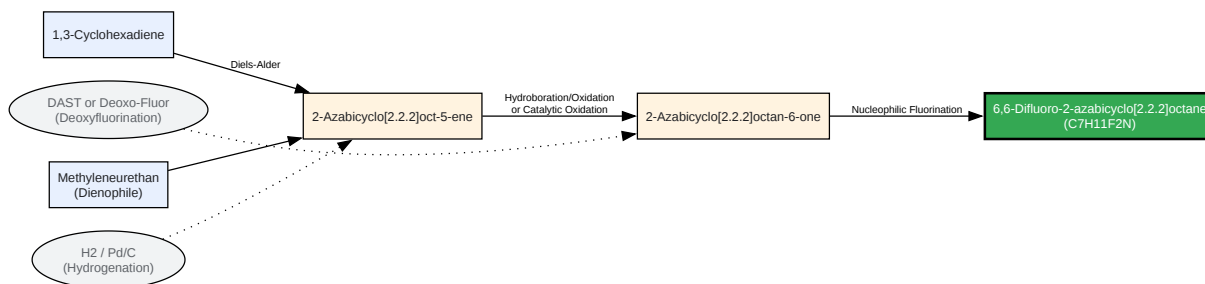 1,3-Cyclohexadiene
Diels-Alder
DAST or Deoxo-Fluor
(Deoxyfluorination)
Methyleneurethan
(Dienophile)
H2 / Pd/C
(Hydrogenation)
2-Azabicyclo[2.2.2]oct-5-ene
Hydroboration/Oxidation
or Catalytic Oxidation
2-Azabicyclo[2.2.2]octan-6-one
Nucleophilic Fluorination
6,6-Difluoro-2-azabicyclo[2.2.2]octane
(C7H11F2N)